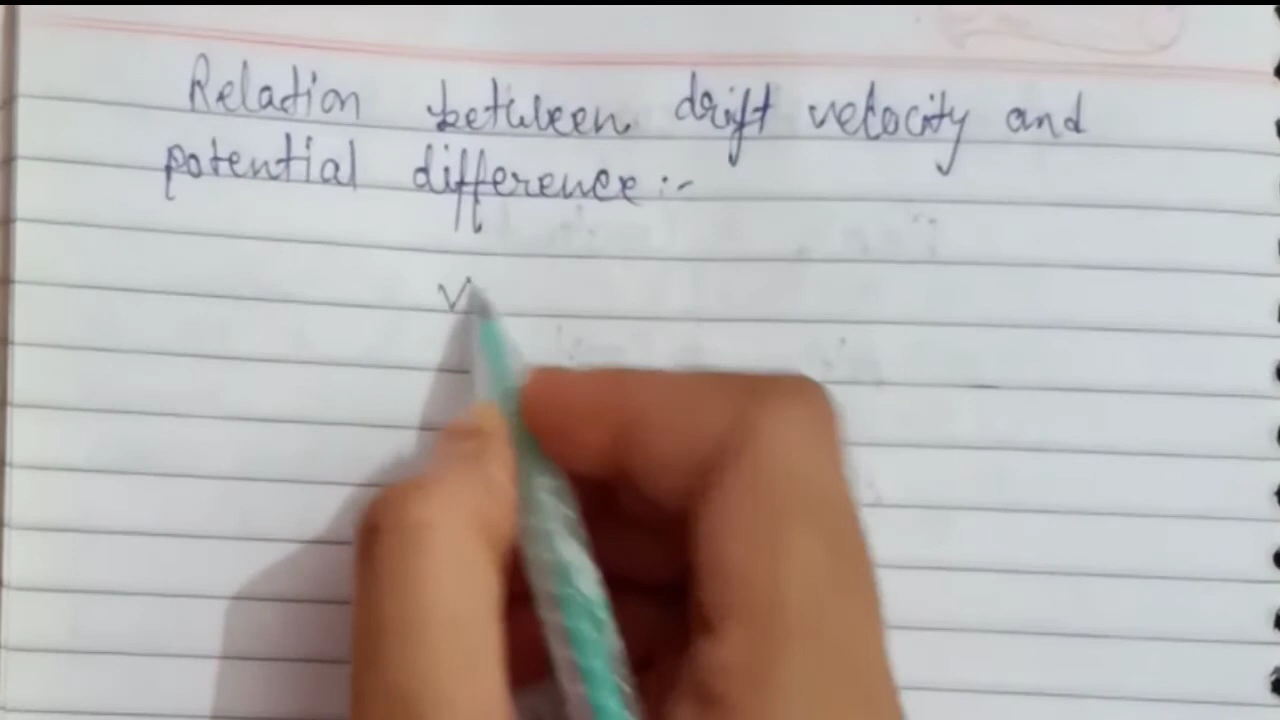 Relation between drift velocity and
potential difference :-
V